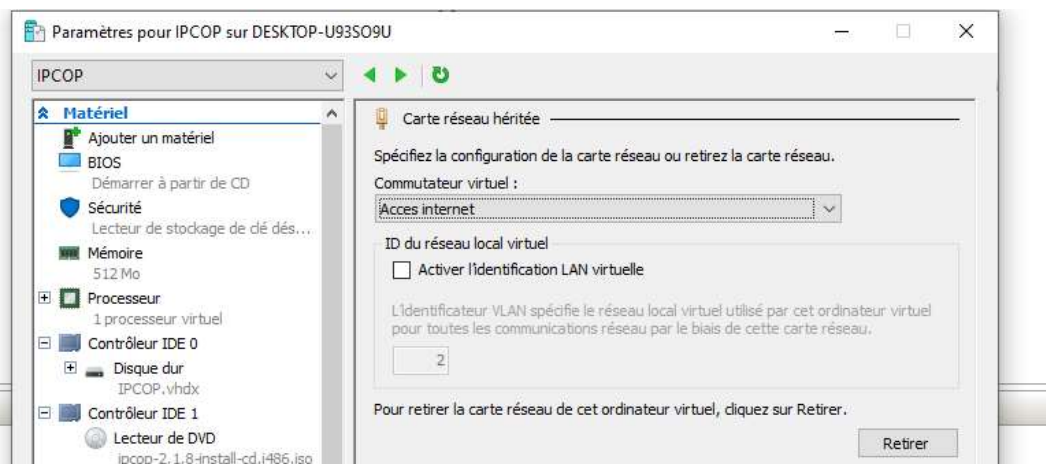 Paramètres pour IPCOP sur DESKTOP-U93SO9U
IPCOP
Matériel
Ajouter un matériel
BIOS
Démarrer à partir de CD
Sécurité
Lecteur de stockage de clé dés...
Mémoire
512 Mo
Processeur
1 processeur virtuel
Contrôleur IDE 0
Disque dur
IPCOP.vhdx
Contrôleur IDE 1
Lecteur de DVD
ipcop-2.1.8-install-cd.i486.iso
Carte réseau héritée
Spécifiez la configuration de la carte réseau ou retirez la carte réseau.
Commutateur virtuel :
Acces internet
ID du réseau local virtuel
Activer l'identification LAN virtuelle
L'identificateur VLAN spécifie le réseau local virtuel utilisé par cet ordinateur virtuel
pour toutes les communications réseau par le biais de cette carte réseau.
2
Pour retirer la carte réseau de cet ordinateur virtuel, cliquez sur Retirer.
Retirer